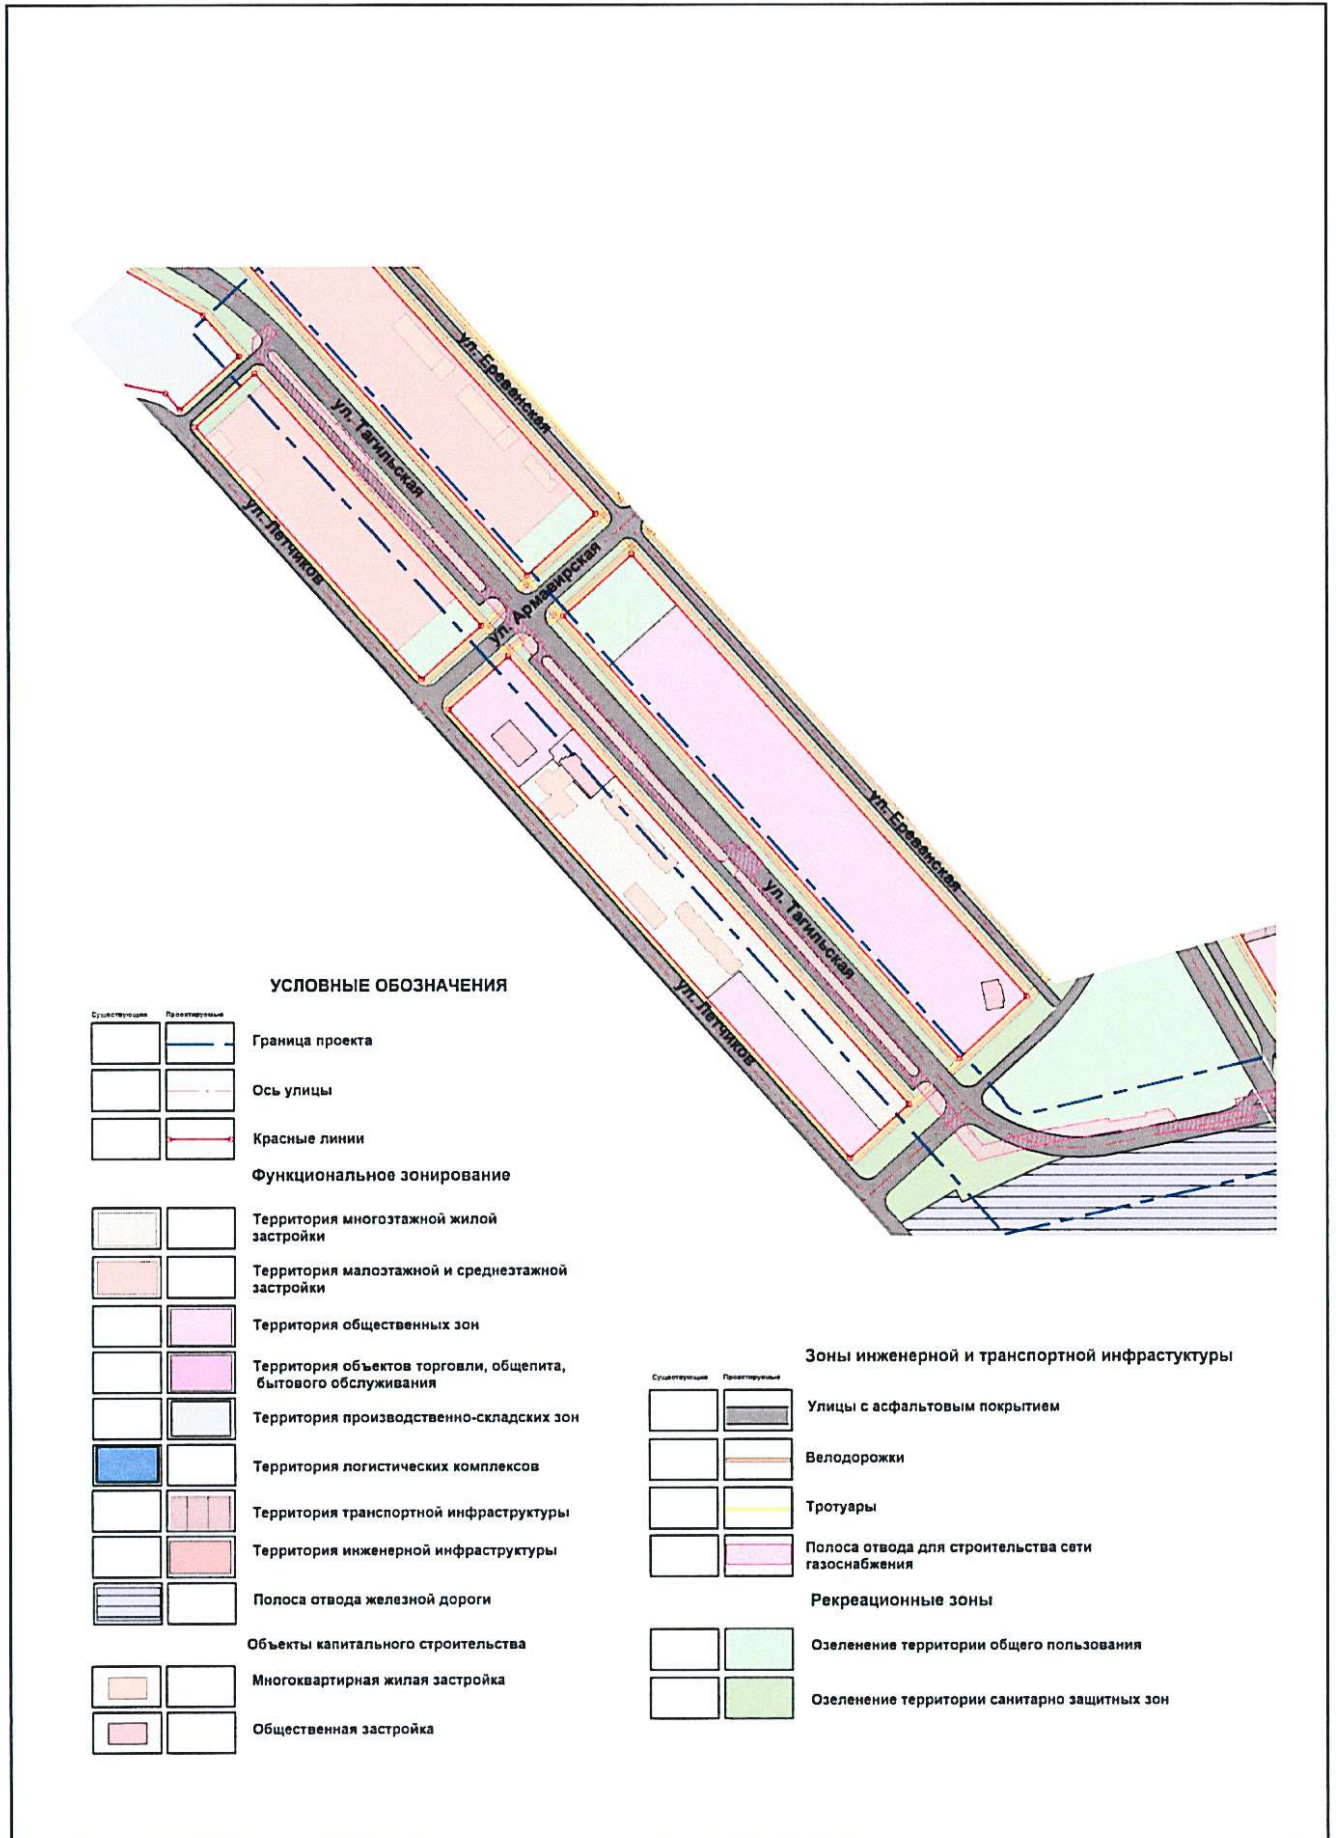 ул. Ереванская
ул. Тагильская
ул. Летчиков
ул. Армавирская
ул. Ереванская
ул. Тагильская
ул. Летчиков
УСЛОВНЫЕ ОБОЗНАЧЕНИЯ
Существующие Проектируемые
Граница проекта
Ось улицы
Красные линии
Функциональное зонирование
Территория многоэтажной жилой
застройки
Территория малоэтажной и среднеэтажной
застройки
Территория общественных зон
Территория объектов торговли, общепита,
бытового обслуживания
Территория производственно-складских зон
Территория логистических комплексов
Территория транспортной инфраструктуры
Территория инженерной инфраструктуры
Полоса отвода железной дороги
Объекты капитального строительства
Многоквартирная жилая застройка
Общественная застройка
Зоны инженерной и транспортной инфрастуктуры
Существующие Проектируемые
Улицы с асфальтовым покрытием
Велодорожки
Тротуары
Полоса отвода для строительства сети
газоснабжения
Рекреационные зоны
Озеленение территории общего пользования
Озеленение территории санитарно защитных зон